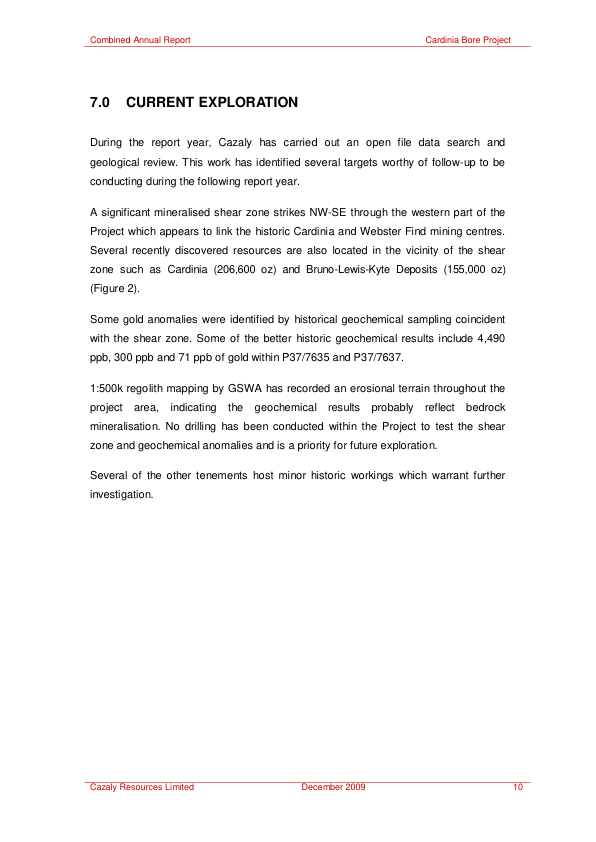 Combined Annual Report Cardinia Bore Project
7.0 CURRENT EXPLORATION
During the report year, Cazaly has carried out an open file data search and
geological review. This work has identified several targets worthy of follow-up to be
conducting during the following report year.
A significant mineralised shear zone strikes NW-SE through the western part of the
Project which appears to link the historic Cardinia and Webster Find mining centres.
Several recently discovered resources are also located in the vicinity of the shear
zone such as Cardinia (206,600 oz) and Bruno-Lewis-Kyte Deposits (155,000 oz)
(Figure 2).
Some gold anomalies were identified by historical geochemical sampling coincident
with the shear zone. Some of the better historic geochemical results include 4,490
ppb, 300 ppb and 71 ppb of gold within P37/7635 and P37/7637.
1:500k regolith mapping by GSWA has recorded an erosional terrain throughout the
project area, indicating the geochemical results probably reflect bedrock
mineralisation. No drilling has been conducted within the Project to test the shear
zone and geochemical anomalies and is a priority for future exploration.
Several of the other tenements host minor historic workings which warrant further
investigation.
Cazaly Resources Limited December 2009 10